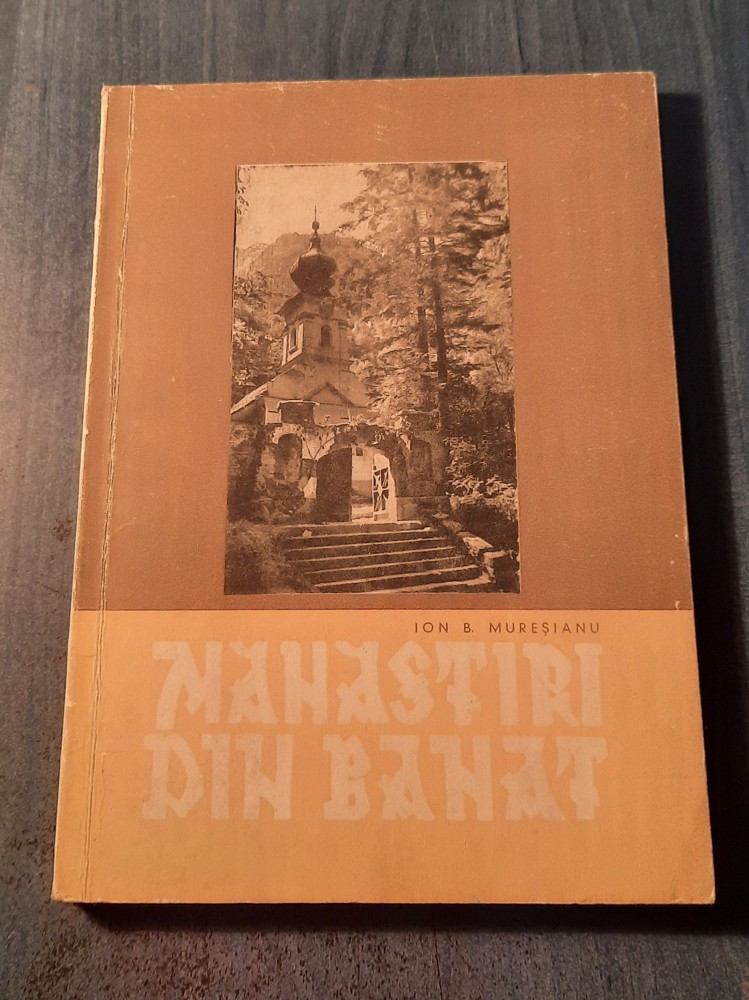 ION B. MUREŞIANU
MANASTIRI
DIN BANAT